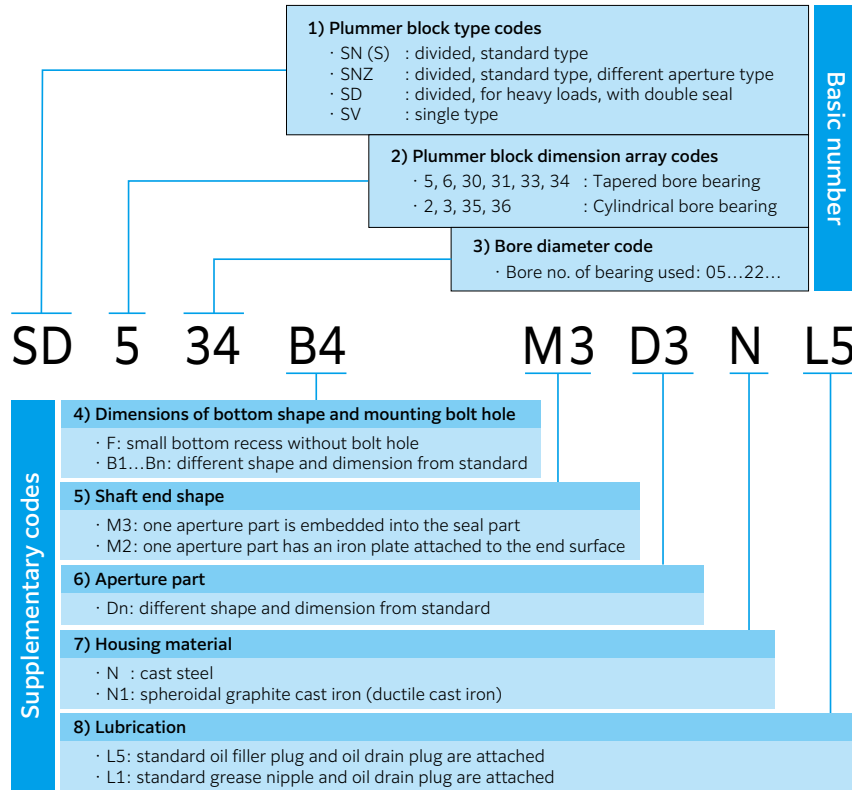 1) Plummer block type codes
· SN (S) : divided, standard type
· SNZ : divided, standard type, different aperture type
· SD : divided, for heavy loads, with double seal
· SV : single type
2) Plummer block dimension array codes
· 5, 6, 30, 31, 33, 34 : Tapered bore bearing
· 2, 3, 35, 36 : Cylindrical bore bearing
3) Bore diameter code
· Bore no. of bearing used: 05...22...
Basic number
SD 5 34 B4 M3 D3 N L5
Supplementary codes
4) Dimensions of bottom shape and mounting bolt hole
· F: small bottom recess without bolt hole
· B1...Bn: different shape and dimension from standard
5) Shaft end shape
· M3: one aperture part is embedded into the seal part
· M2: one aperture part has an iron plate attached to the end surface
6) Aperture part
· Dn: different shape and dimension from standard
7) Housing material
· N : cast steel
· N1: spheroidal graphite cast iron (ductile cast iron)
8) Lubrication
· L5: standard oil filler plug and oil drain plug are attached
· L1: standard grease nipple and oil drain plug are attached